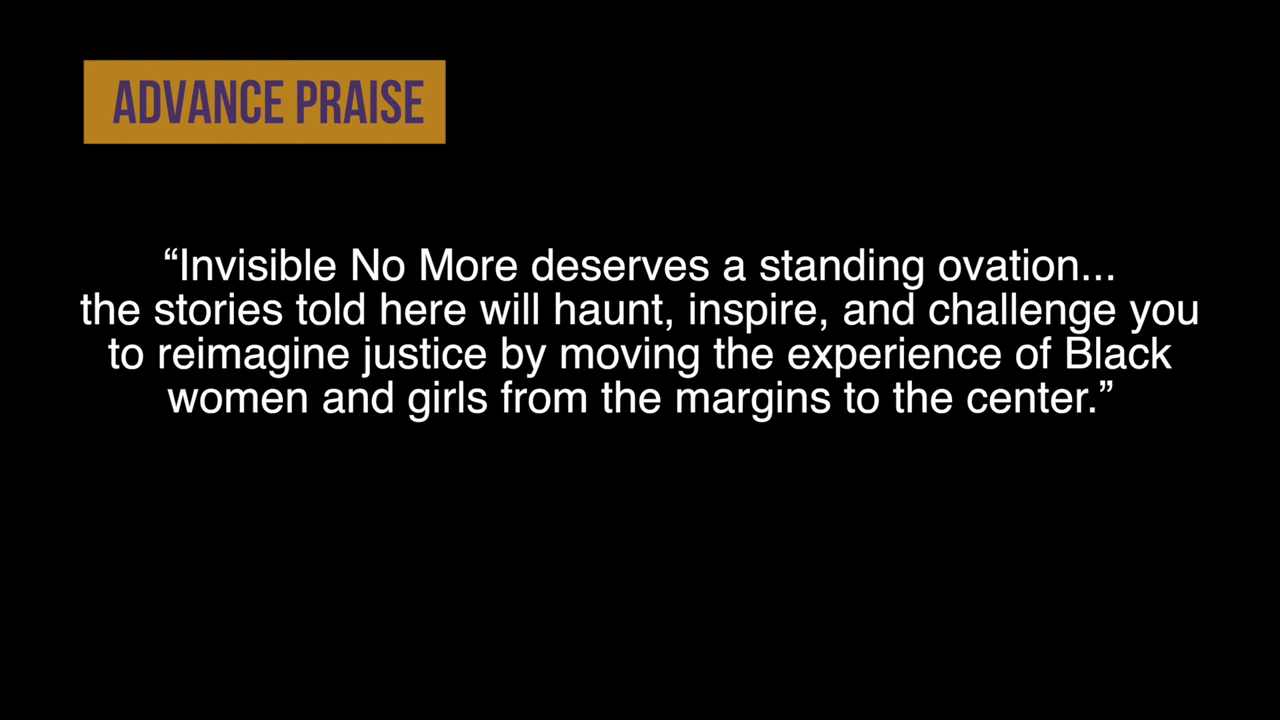 ADVANCE PRAISE
“Invisible No More deserves a standing ovation...
the stories told here will haunt, inspire, and challenge you
to reimagine justice by moving the experience of Black
women and girls from the margins to the center.”